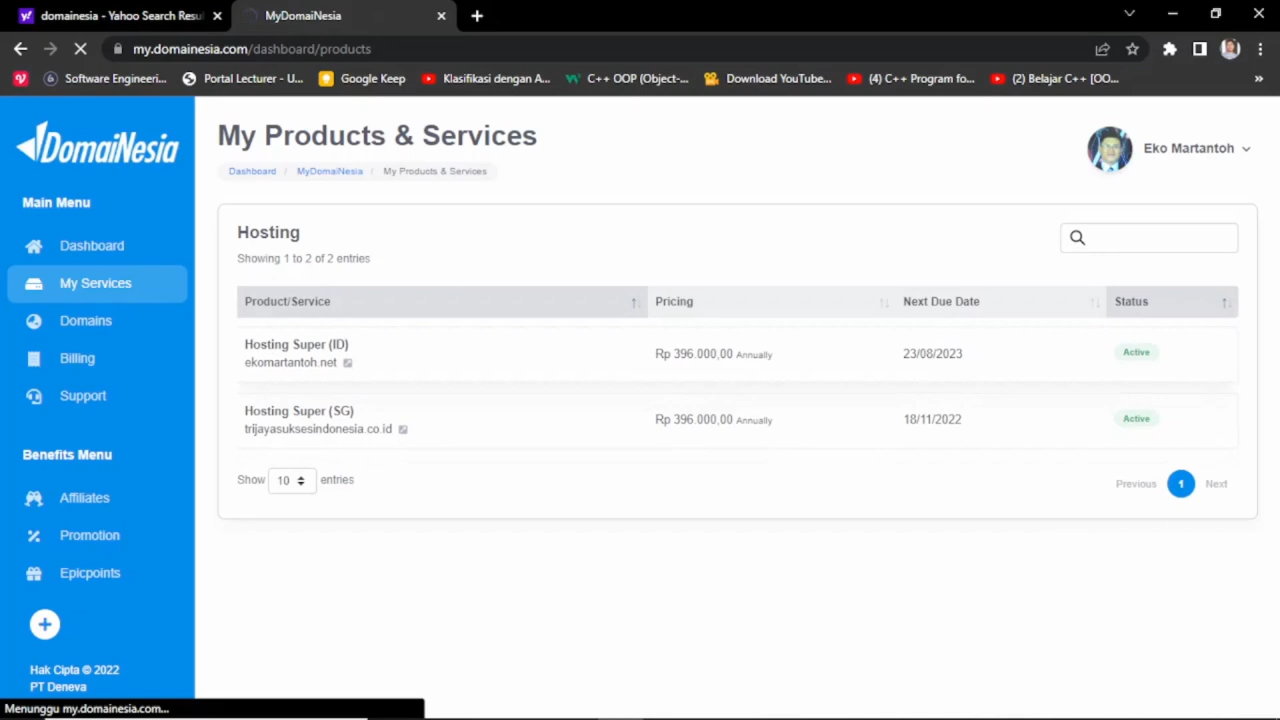 domainesia - Yahoo Search Resul
MyDomaiNesia
my.domainesia.com/dashboard/products
Software Engineeri...
Portal Lecturer - U...
Google Keep
Klasifikasi dengan A...
C++ OOP (Object-...
Download YouTube...
(4) C++ Program fo...
(2) Belajar C++ [OO...
»
DomaiNesia
My Products & Services
Eko Martantoh
Dashboard / MyDomaiNesia / My Products & Services
Main Menu
Dashboard
My Services
Domains
Billing
Support
Benefits Menu
Affiliates
Promotion
Epicpoints
Hak Cipta © 2022
PT Deneva
Hosting
Showing 1 to 2 of 2 entries
Product/Service Pricing Next Due Date Status
Hosting Super (ID)
ekomartantoh.net
Rp 396.000,00 Annually 23/08/2023 Active
Hosting Super (SG)
trijayasuksesindonesia.co.id
Rp 396.000,00 Annually 18/11/2022 Active
Show 10 entries
Previous 1 Next
Menunggu my.domainesia.com...